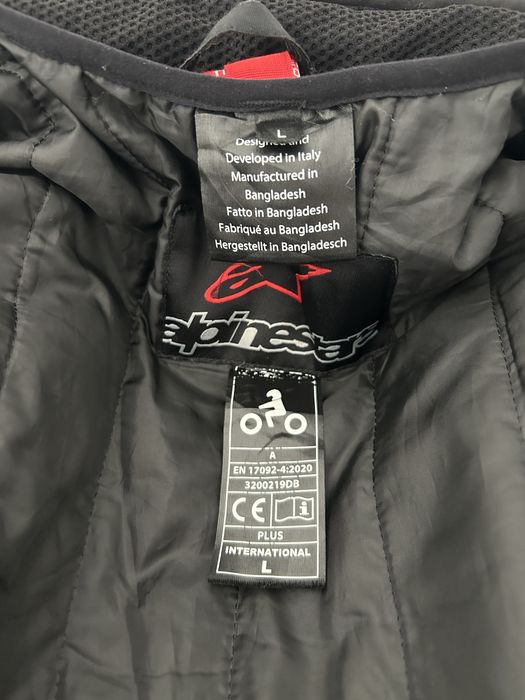 L
Designed and
Developed in Italy
Manufactured in
Bangladesh
Fatto in Bangladesh
Fabriqué au Bangladesh
Hergestellt in Bangladesch
alpinestars
A
EN 17092-4:2020
3200219DB
CE i
PLUS
INTERNATIONAL
L